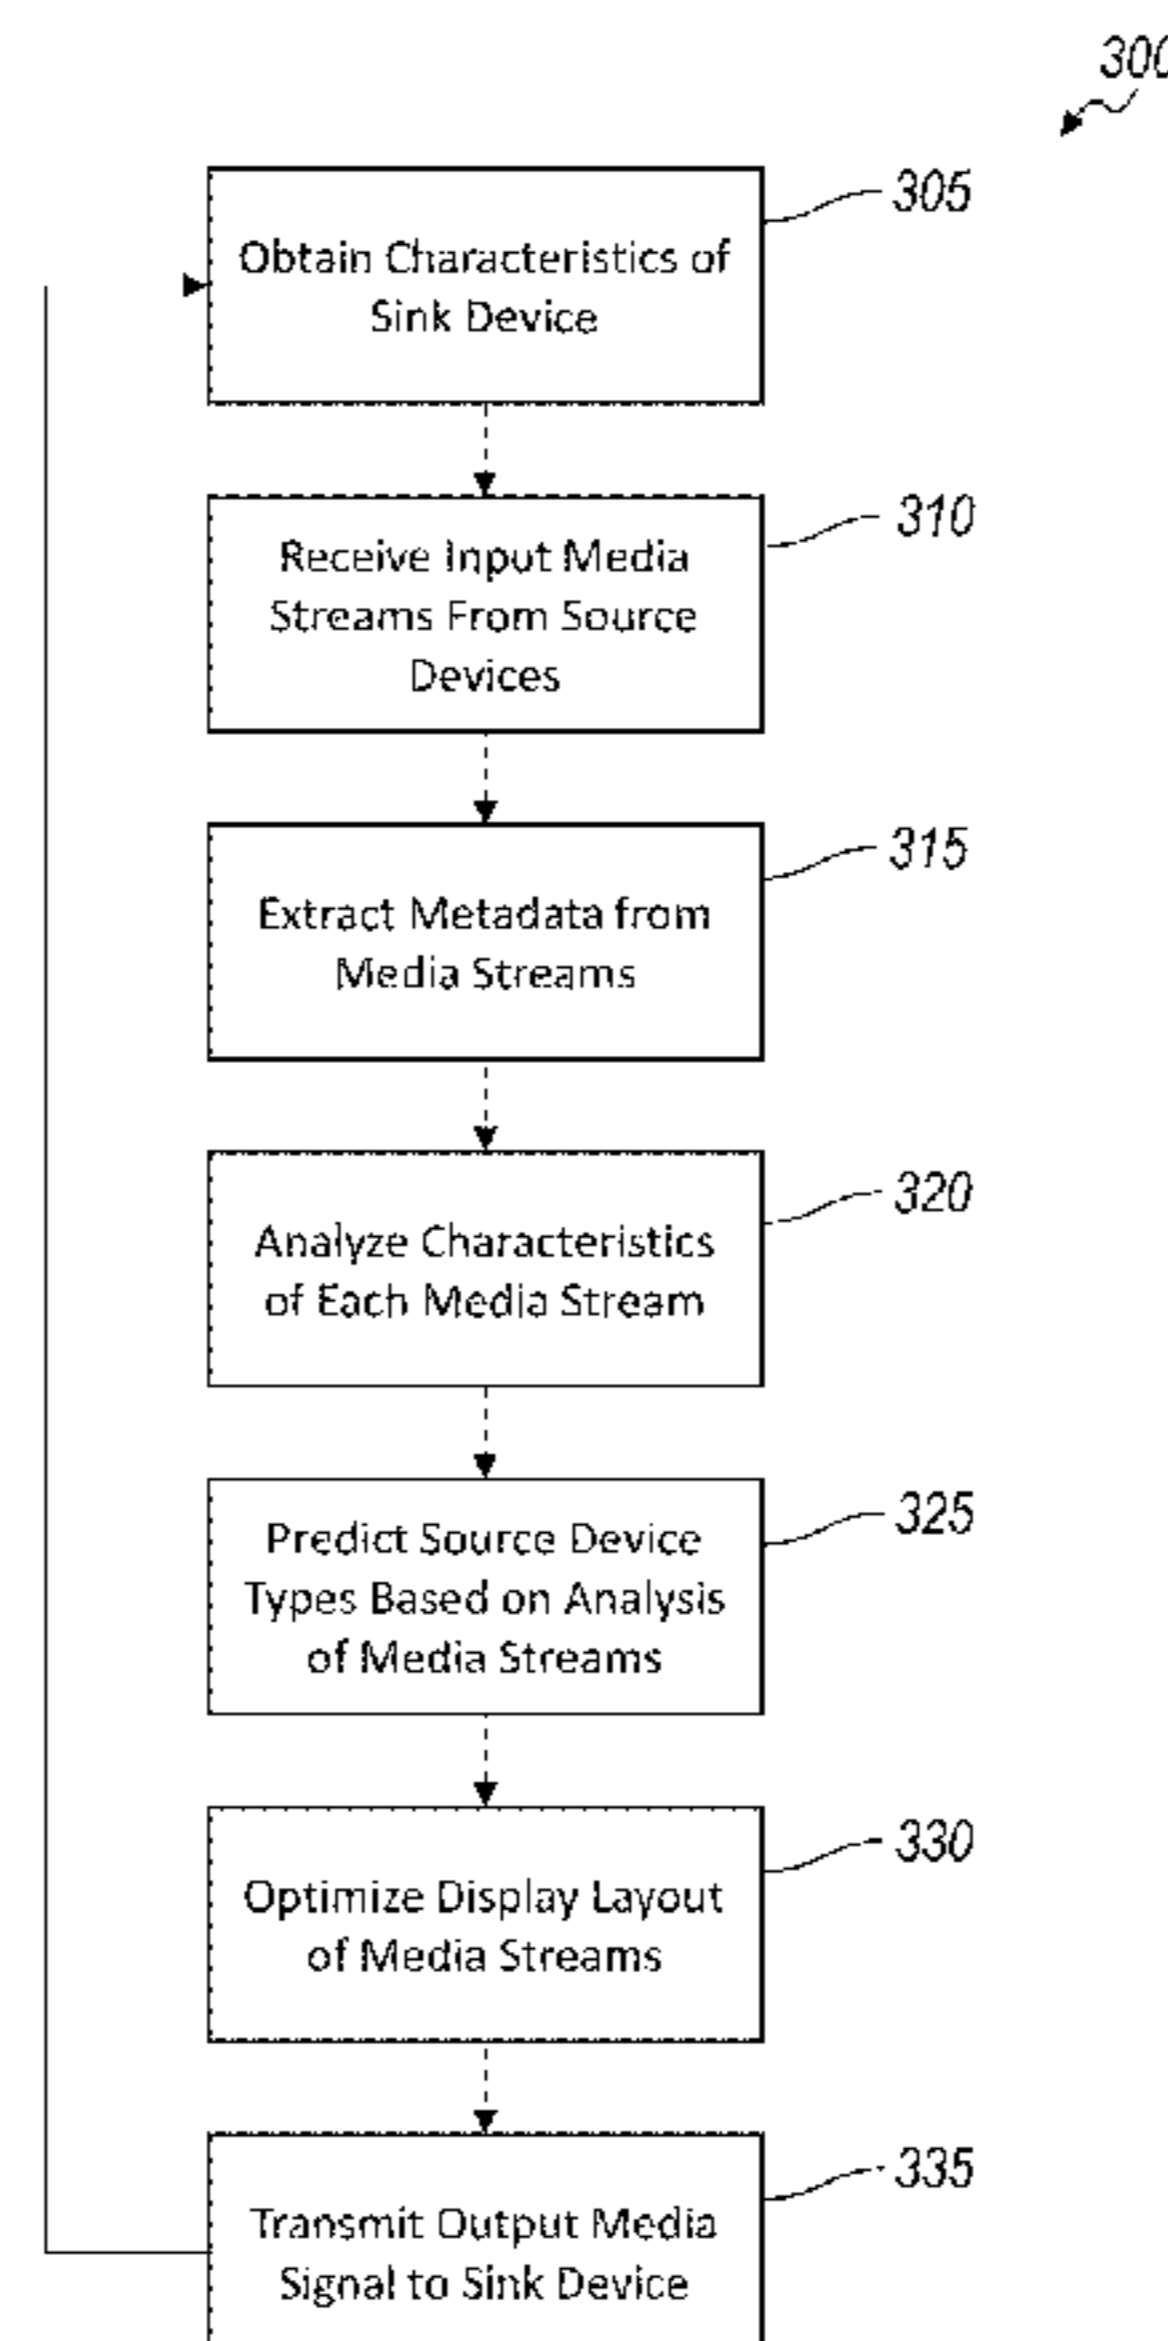 300
305
Obtain Characteristics of
Sink Device
310
Receive Input Media
Streams From Source
Devices
315
Extract Metadata from
Media Streams
320
Analyze Characteristics
of Each Media Stream
325
Predict Source Device
Types Based on Analysis
of Media Streams
330
Optimize Display Layout
of Media Streams
335
Transmit Output Media
Signal to Sink Device